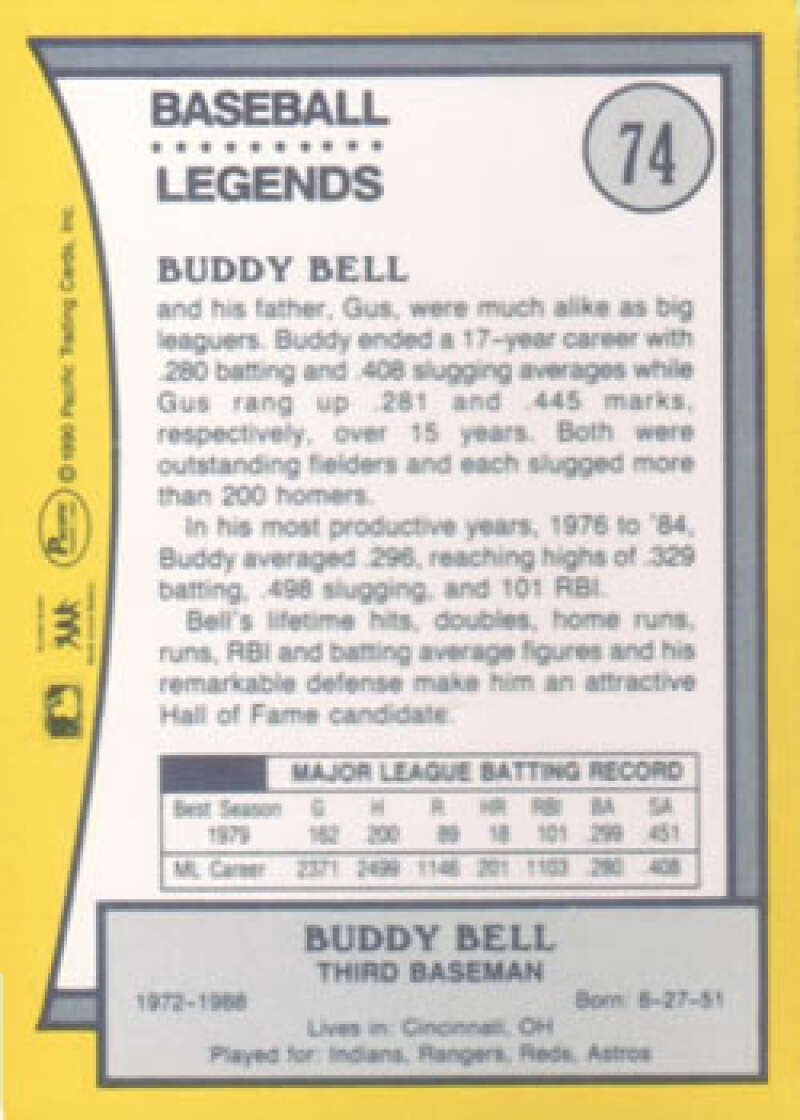 BASEBALL
LEGENDS
74
BUDDY BELL
and his father, Gus, were much alike as big
leaguers. Buddy ended a 17-year career with
.280 batting and .408 slugging averages while
Gus rang up .281 and .445 marks,
respectively, over 15 years. Both were
outstanding fielders and each slugged more
than 200 homers.
In his most productive years, 1976 to '84,
Buddy averaged .296, reaching highs of .329
batting, .498 slugging, and 101 RBI.
Bell's lifetime hits, doubles, home runs,
runs, RBI and batting average figures and his
remarkable defense make him an attractive
Hall of Fame candidate.
MAJOR LEAGUE BATTING RECORD
Best Season G H R HR RBI BA SA
1979 162 200 89 18 101 .299 .451
ML Career 2371 2499 1146 201 1103 .280 .408
BUDDY BELL
THIRD BASEMAN
1972-1988 Born: 8-27-51
Lives in: Cincinnati, OH
Played for: Indians, Rangers, Reds, Astros
Pacific © 1990 Pacific Trading Cards, Inc.